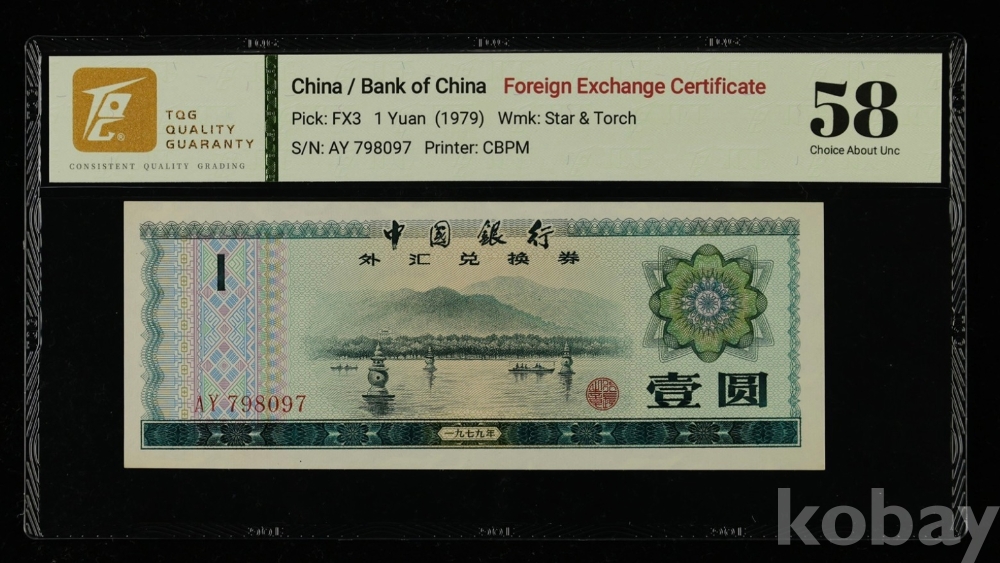 TQG
QUALITY
GUARANTY
CONSISTENT QUALITY GRADING
China / Bank of China Foreign Exchange Certificate
Pick: FX3 1 Yuan (1979) Wmk: Star & Torch
S/N: AY 798097 Printer: CBPM
58
Choice About Unc
中國銀行
外汇兑换券
1
AY 798097
壹圆
一九七九年
kobay